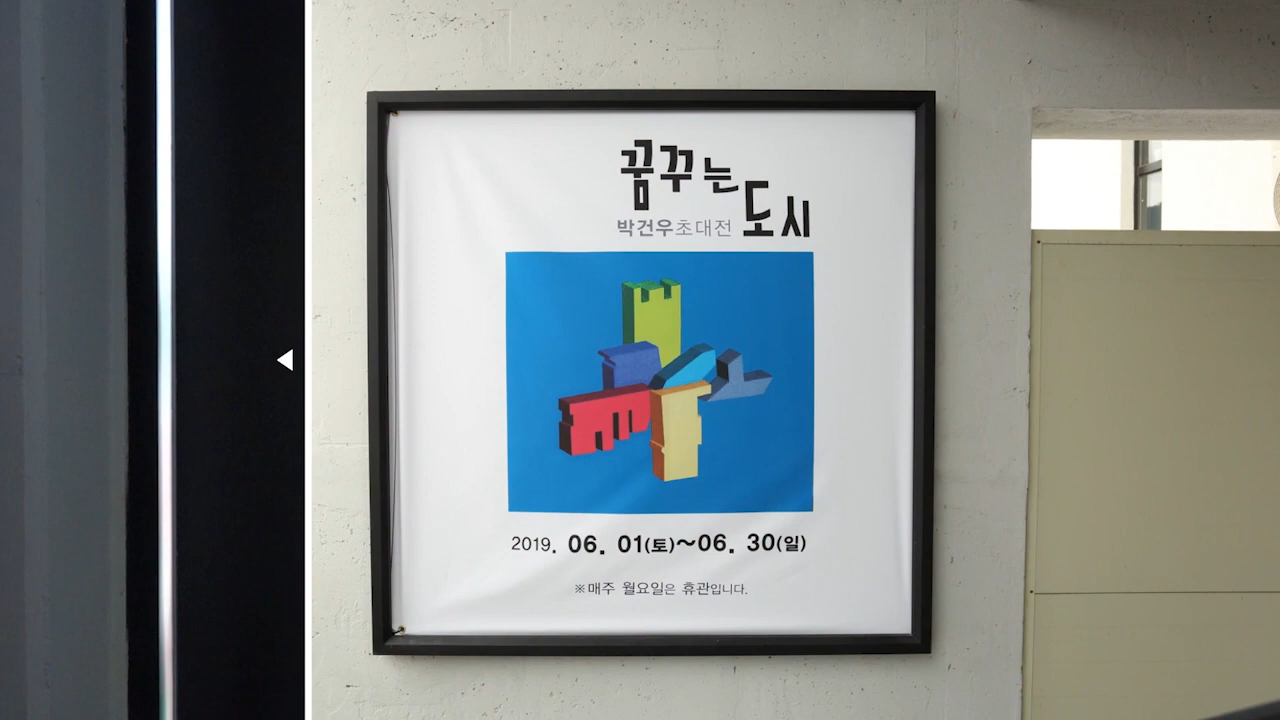 꿈꾸는
도시
박건우초대전
2019. 06. 01(토)~06. 30(일)
※매주 월요일은 휴관입니다.